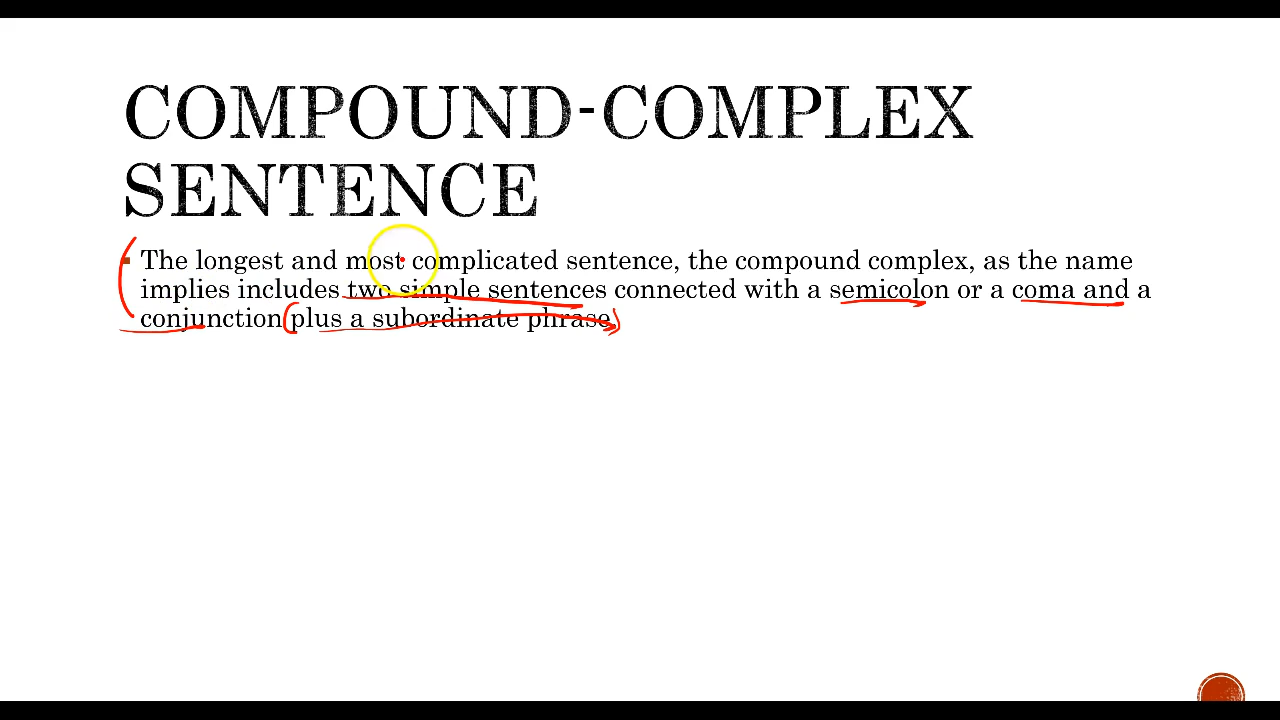 COMPOUND-COMPLEX
SENTENCE
The longest and most complicated sentence, the compound complex, as the name
implies includes two simple sentences connected with a semicolon or a coma and a
conjunction plus a subordinate phrase